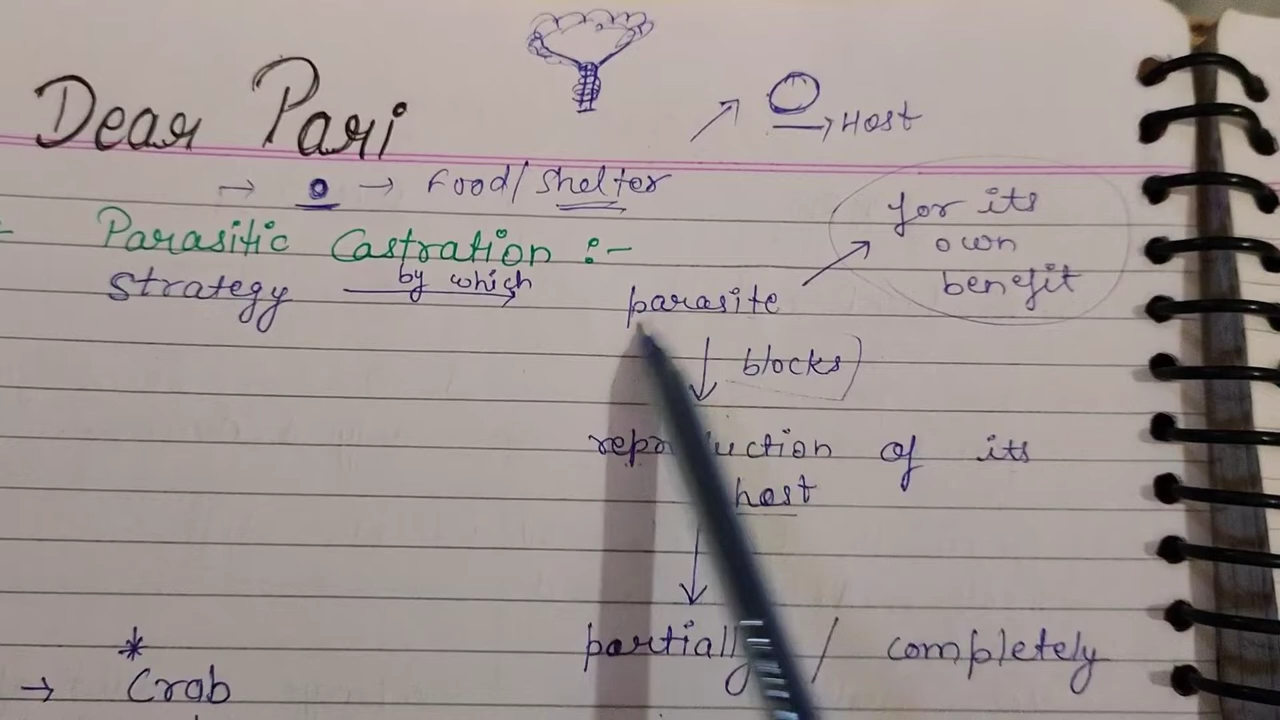 Dear Pari
→ Host
→ • → Food/Shelter
for its
own
benefit
Parasitic Castration :-
Strategy by which → parasite
↓ blocks
reproduction of its
host
partially / completely
*
→ Crab